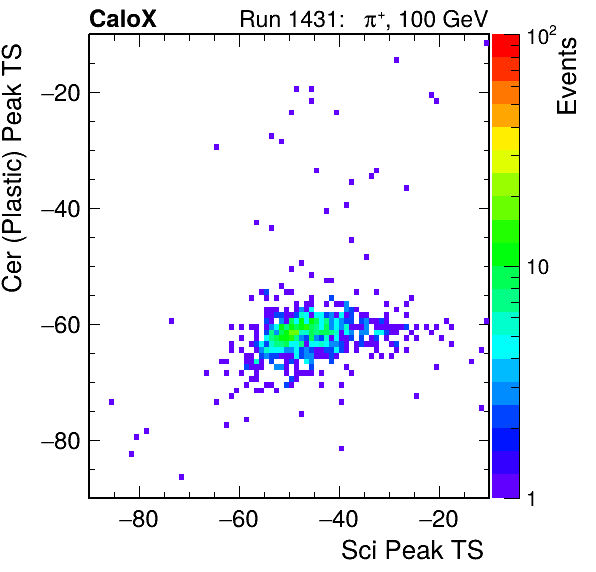 CaloX Run 1431: π⁺, 100 GeV
Cer (Plastic) Peak TS
−20
−40
−60
−80
−80 −60 −40 −20
Sci Peak TS
10²
10
1
Events